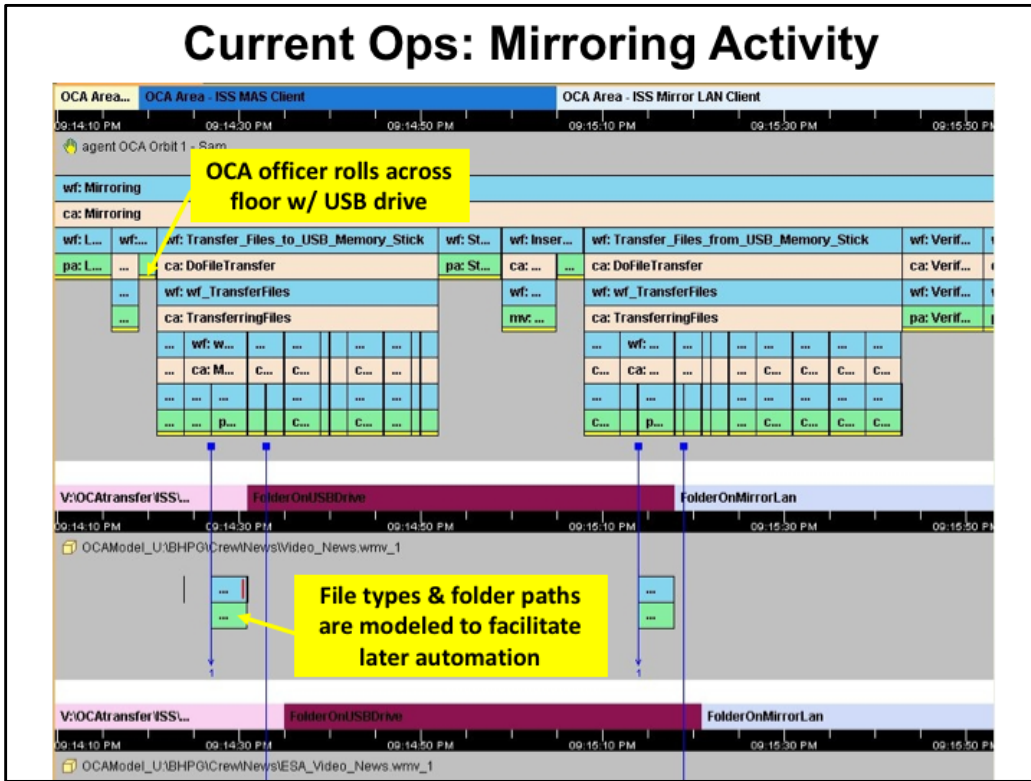 Current Ops: Mirroring Activity
OCA Area... OCA Area - ISS MAS Client OCA Area - ISS Mirror LAN Client
09:14:10 PM 09:14:30 PM 09:14:50 PM 09:15:10 PM 09:15:30 PM 09:15:50 PM
agent OCA Orbit 1 - Sam
OCA officer rolls across
floor w/ USB drive
wf: Mirroring
ca: Mirroring
wf: L... wf:... wf: Transfer_Files_to_USB_Memory_Stick wf: St... wf: Inser... wf: Transfer_Files_from_USB_Memory_Stick wf: Verif...
pa: L... ... ca: DoFileTransfer pa: St... ca: ... ... ca: DoFileTransfer ca: Verif...
... wf: wf_TransferFiles wf: ... wf: wf_TransferFiles wf: Verif...
... ca: TransferringFiles mv: ... ca: TransferringFiles pa: Verif...
... wf: w... ... ... ... ... ... wf: ... ... ... ... ... ... ...
... ca: M... c... c... ... ... c... ca: ... ... ... c... c... c... c...
... ... ... ... ... ... ... ... ... ... ... ...
... ... p... c... ... ... c... p... ... c... c... c... c...
V:\OCAtransfer\ISS\... FolderOnUSBDrive FolderOnMirrorLan
09:14:10 PM 09:14:30 PM 09:14:50 PM 09:15:10 PM 09:15:30 PM 09:15:50 PM
OCAModel_U:\BHPG\Crew\News\Video_News.wmv_1
... ...
... ...
File types & folder paths
are modeled to facilitate
later automation
1 1
V:\OCAtransfer\ISS\... FolderOnUSBDrive FolderOnMirrorLan
09:14:10 PM 09:14:30 PM 09:14:50 PM 09:15:10 PM 09:15:30 PM 09:15:50 PM
OCAModel_U:\BHPG\Crew\News\ESA_Video_News.wmv_1